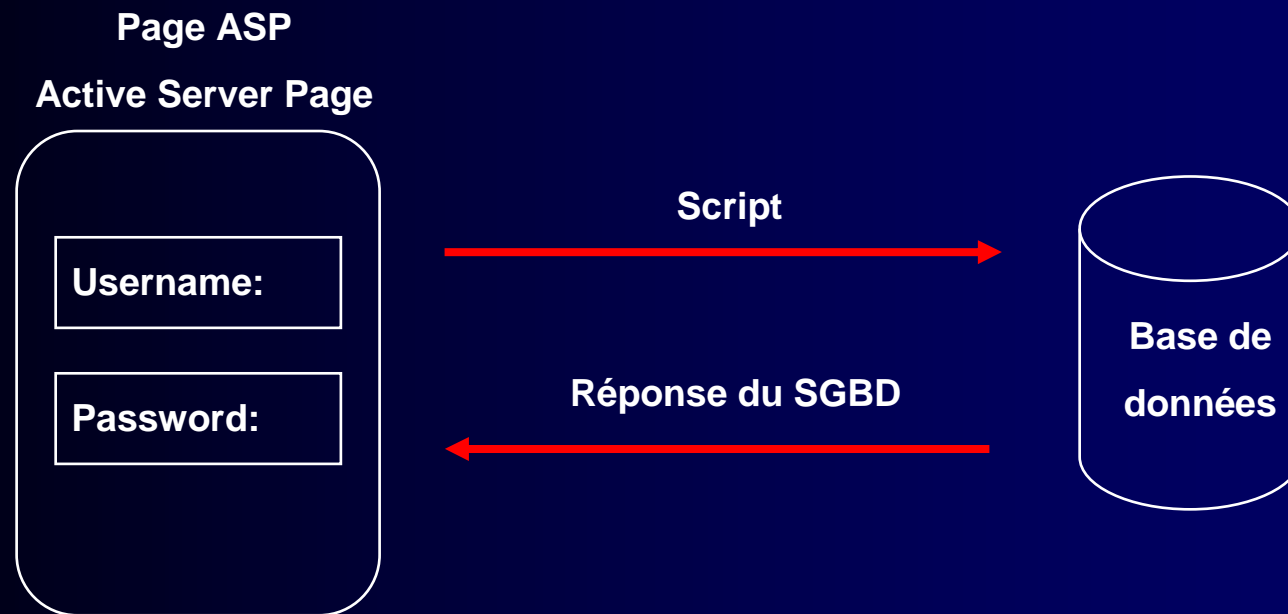 Page ASP
Active Server Page
Username:
Password:
Script
Réponse du SGBD
Base de
données